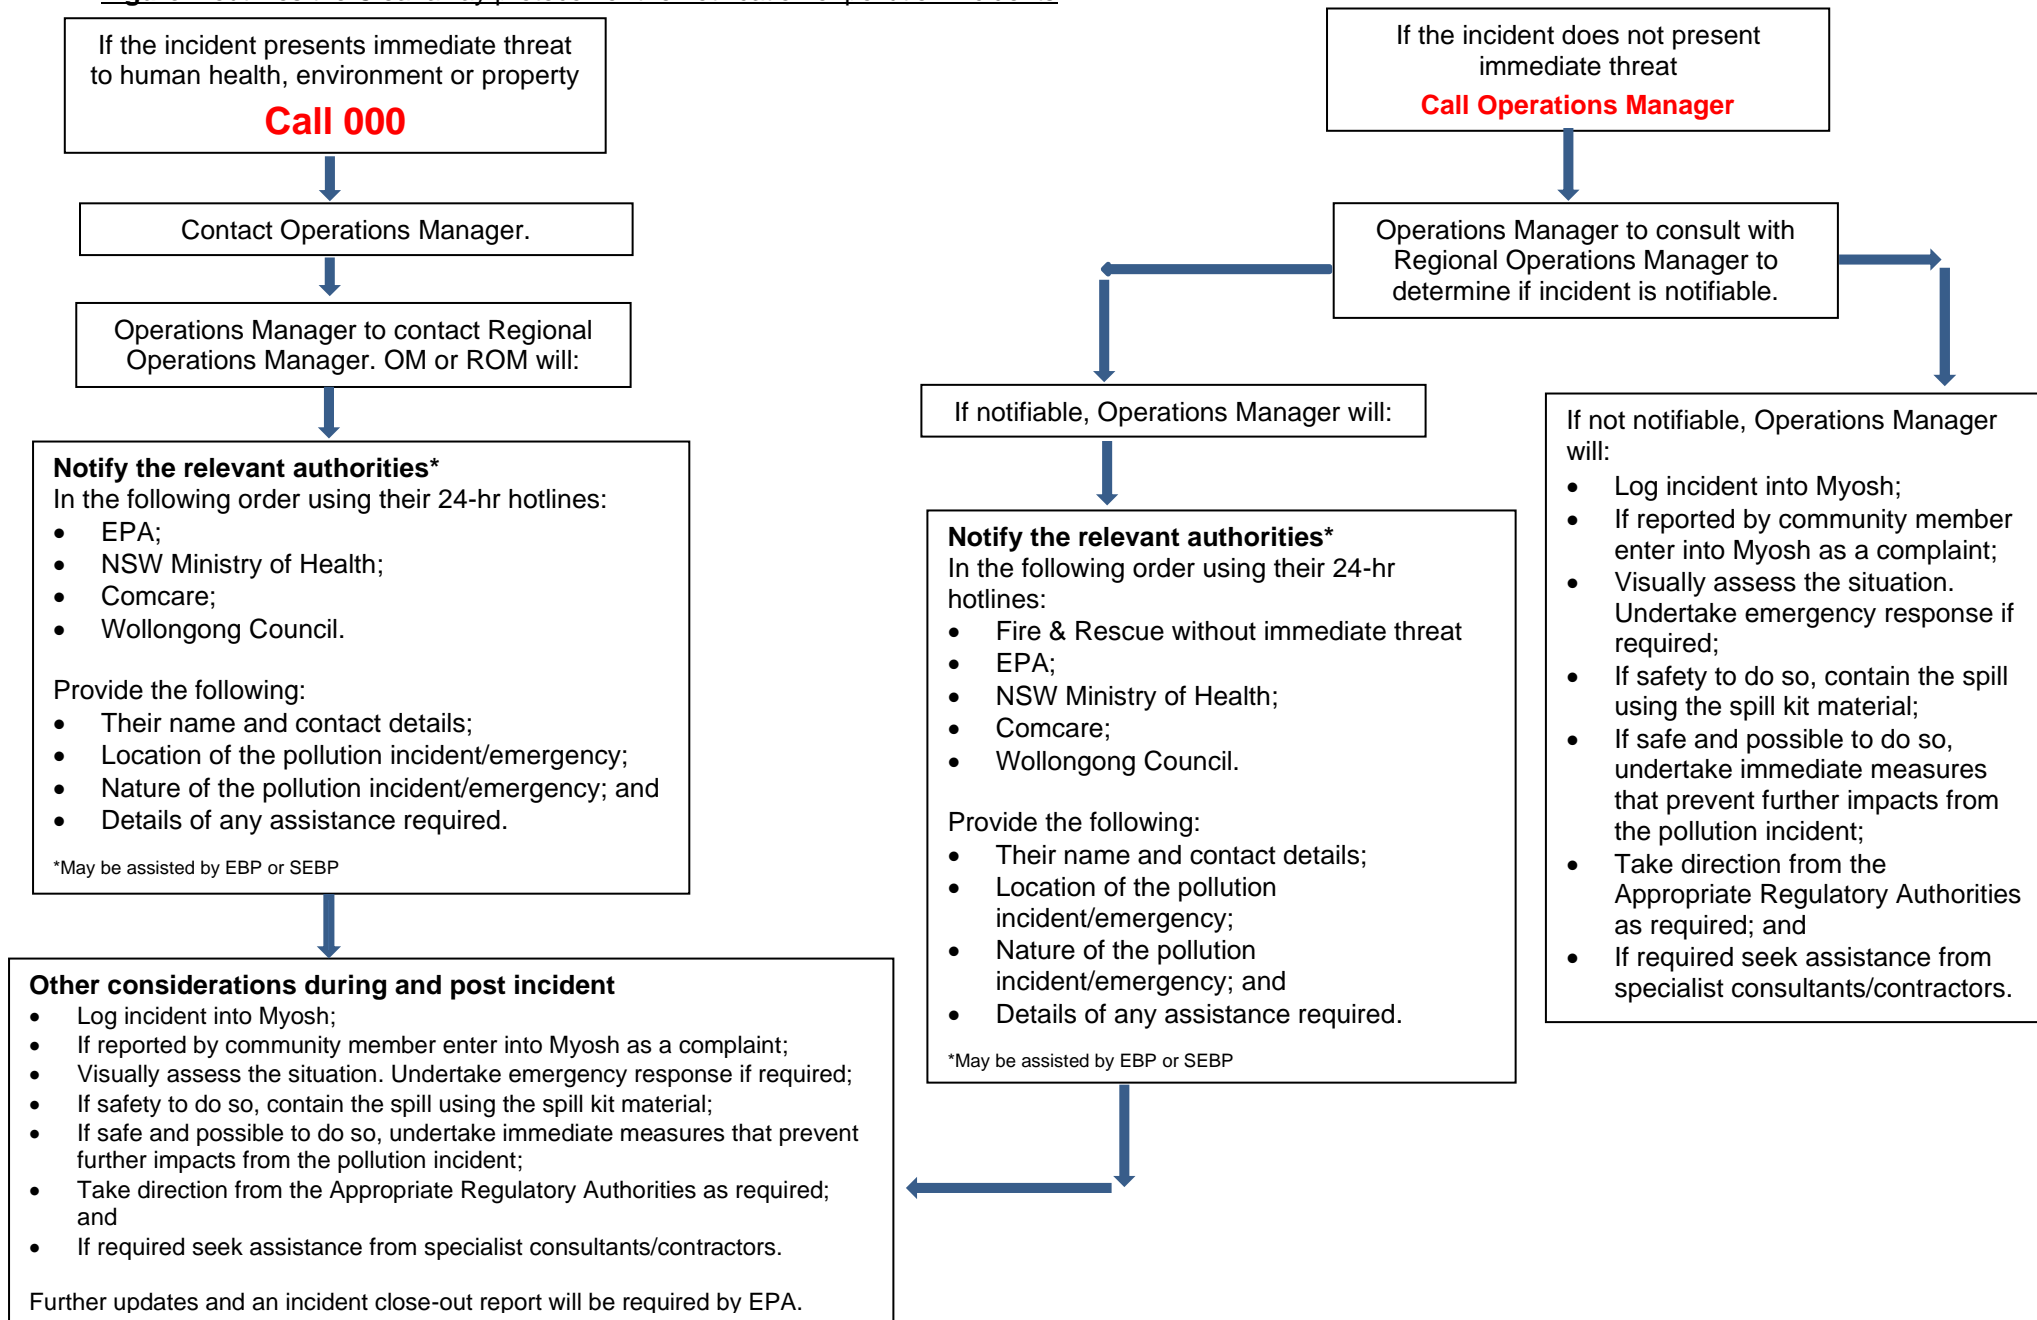 If the incident presents immediate threat
to human health, environment or property
Call 000
Contact Operations Manager.
Operations Manager to contact Regional
Operations Manager. OM or ROM will:
Notify the relevant authorities*
In the following order using their 24-hr hotlines:
• EPA;
• NSW Ministry of Health;
• Comcare;
• Wollongong Council.
Provide the following:
• Their name and contact details;
• Location of the pollution incident/emergency;
• Nature of the pollution incident/emergency; and
• Details of any assistance required.
*May be assisted by EBP or SEBP
Other considerations during and post incident
• Log incident into Myosh;
• If reported by community member enter into Myosh as a complaint;
• Visually assess the situation. Undertake emergency response if required;
• If safety to do so, contain the spill using the spill kit material;
• If safe and possible to do so, undertake immediate measures that prevent
further impacts from the pollution incident;
• Take direction from the Appropriate Regulatory Authorities as required;
and
• If required seek assistance from specialist consultants/contractors.
Further updates and an incident close-out report will be required by EPA.
If the incident does not present
immediate threat
Call Operations Manager
Operations Manager to consult with
Regional Operations Manager to
determine if incident is notifiable.
If notifiable, Operations Manager will:
Notify the relevant authorities*
In the following order using their 24-hr
hotlines:
• Fire & Rescue without immediate threat
• EPA;
• NSW Ministry of Health;
• Comcare;
• Wollongong Council.
Provide the following:
• Their name and contact details;
• Location of the pollution
incident/emergency;
• Nature of the pollution
incident/emergency; and
• Details of any assistance required.
*May be assisted by EBP or SEBP
If not notifiable, Operations Manager
will:
• Log incident into Myosh;
• If reported by community member
enter into Myosh as a complaint;
• Visually assess the situation.
Undertake emergency response if
required;
• If safety to do so, contain the spill
using the spill kit material;
• If safe and possible to do so,
undertake immediate measures
that prevent further impacts from
the pollution incident;
• Take direction from the
Appropriate Regulatory Authorities
as required; and
• If required seek assistance from
specialist consultants/contractors.